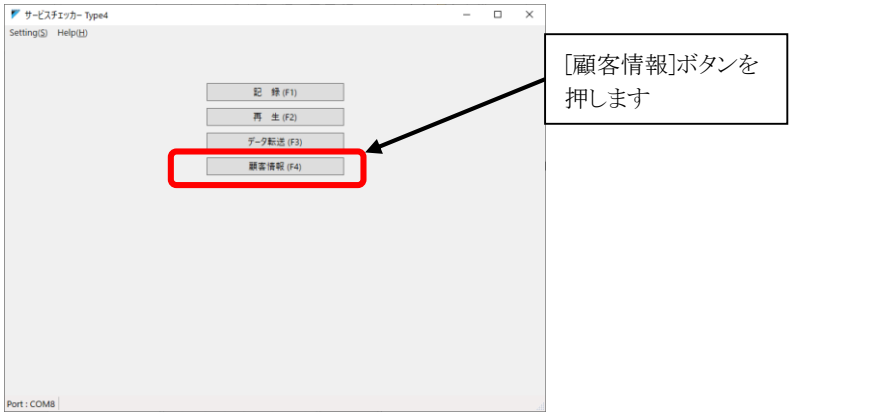 サービスチェッカー Type4
Setting(S) Help(H)
[顧客情報]ボタンを
押します
記 録 (F1)
再 生 (F2)
データ転送 (F3)
顧客情報 (F4)
Port : COM8